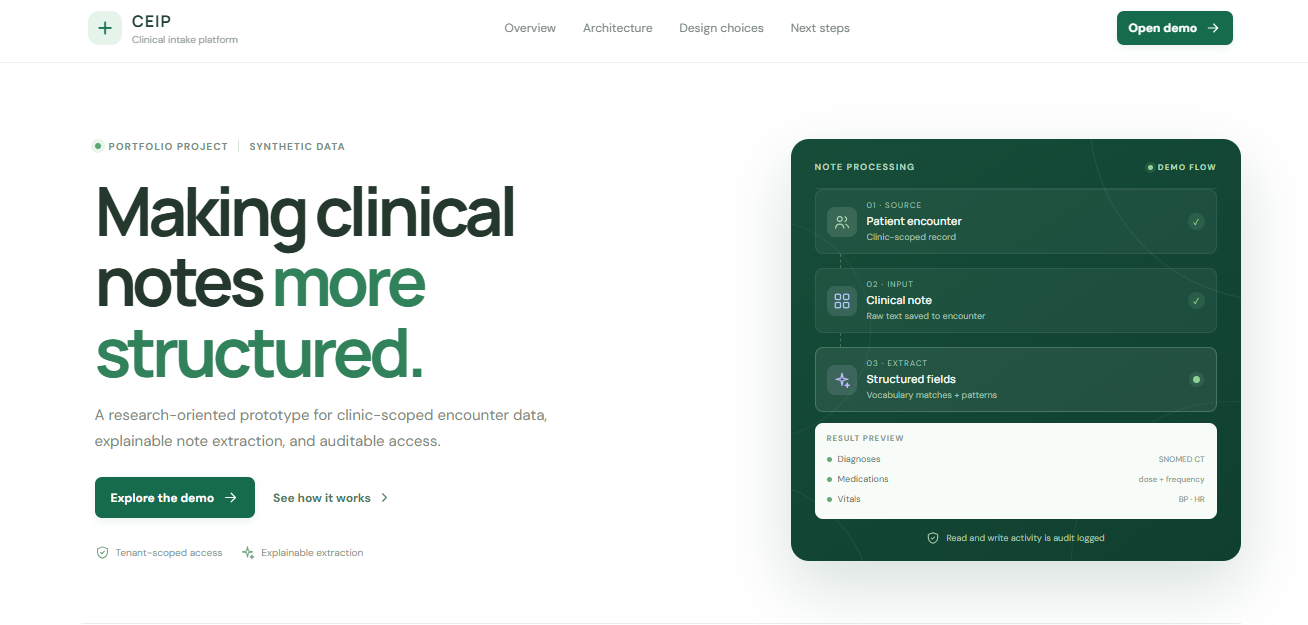 CEIP
Clinical intake platform
Overview
Architecture
Design choices
Next steps
Open demo
PORTFOLIO PROJECT
SYNTHETIC DATA
Making clinical
notes more
structured.
A research-oriented prototype for clinic-scoped encounter data,
explainable note extraction, and auditable access.
Explore the demo
See how it works
Tenant-scoped access
Explainable extraction
NOTE PROCESSING
DEMO FLOW
01 · SOURCE
Patient encounter
Clinic-scoped record
02 · INPUT
Clinical note
Raw text saved to encounter
03 · EXTRACT
Structured fields
Vocabulary matches + patterns
RESULT PREVIEW
Diagnoses
SNOMED CT
Medications
dose + frequency
Vitals
BP · HR
Read and write activity is audit logged